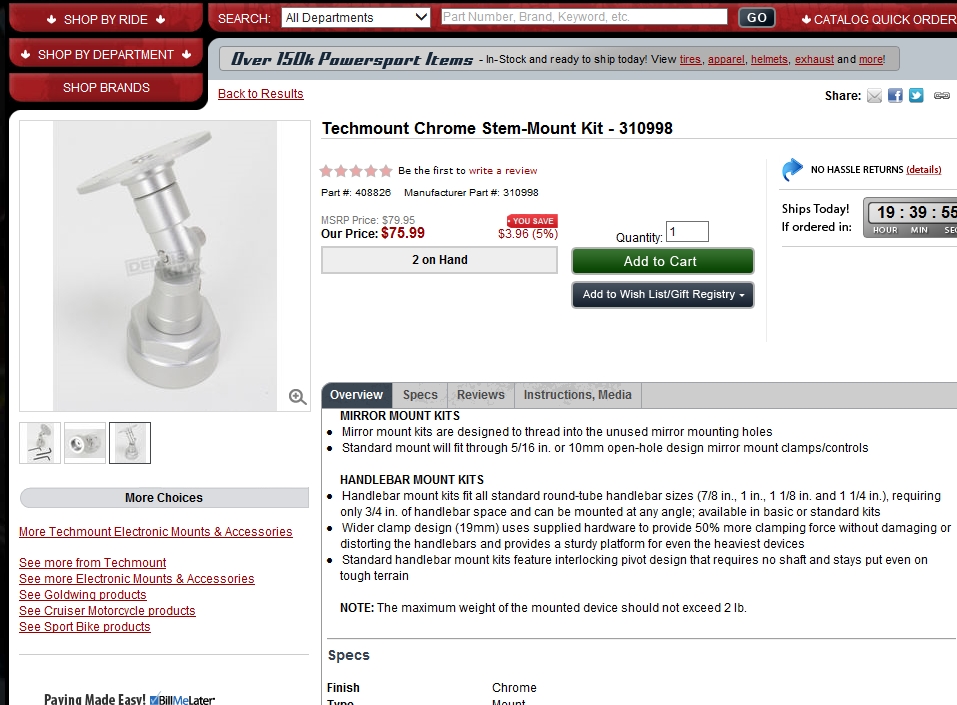 SHOP BY RIDE
SEARCH: All Departments Part Number, Brand, Keyword, etc. GO CATALOG QUICK ORDER
SHOP BY DEPARTMENT
Over 150k Powersport Items - In-Stock and ready to ship today! View tires, apparel, helmets, exhaust and more!
SHOP BRANDS
Back to Results
Share:
Techmount Chrome Stem-Mount Kit - 310998
Be the first to write a review
NO HASSLE RETURNS (details)
Part #: 408826 Manufacturer Part #: 310998
MSRP Price: $79.95
YOU SAVE
Our Price: $75.99
$3.96 (5%)
Ships Today!
If ordered in:
19 : 39 : 55
HOUR MIN SEC
Quantity: 1
2 on Hand
Add to Cart
Add to Wish List/Gift Registry
Overview Specs Reviews Instructions, Media
MIRROR MOUNT KITS
• Mirror mount kits are designed to thread into the unused mirror mounting holes
• Standard mount will fit through 5/16 in. or 10mm open-hole design mirror mount clamps/controls
HANDLEBAR MOUNT KITS
• Handlebar mount kits fit all standard round-tube handlebar sizes (7/8 in., 1 in., 1 1/8 in. and 1 1/4 in.), requiring
only 3/4 in. of handlebar space and can be mounted at any angle; available in basic or standard kits
• Wider clamp design (19mm) uses supplied hardware to provide 50% more clamping force without damaging or
distorting the handlebars and provides a sturdy platform for even the heaviest devices
• Standard handlebar mount kits feature interlocking pivot design that requires no shaft and stays put even on
tough terrain
NOTE: The maximum weight of the mounted device should not exceed 2 lb.
Specs
Finish Chrome
Type Mount
More Choices
More Techmount Electronic Mounts & Accessories
See more from Techmount
See more Electronic Mounts & Accessories
See Goldwing products
See Cruiser Motorcycle products
See Sport Bike products
Paying Made Easy! BillMeLater